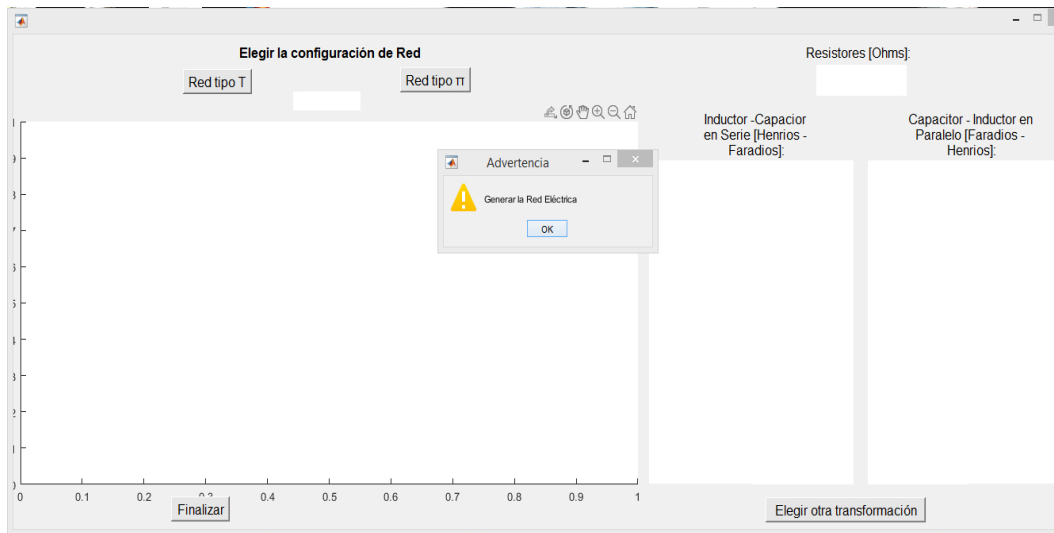 Elegir la configuración de Red
Red tipo T
Red tipo π
Resistores [Ohms]:
Inductor -Capacior
en Serie [Henrios -
Faradios]:
Capacitor - Inductor en
Paralelo [Faradios -
Henrios]:
Advertencia
Generar la Red Eléctrica
OK
0 0.1 0.2 0.4 0.5 0.6 0.7 0.8 0.9 1
Finalizar
Elegir otra transformación